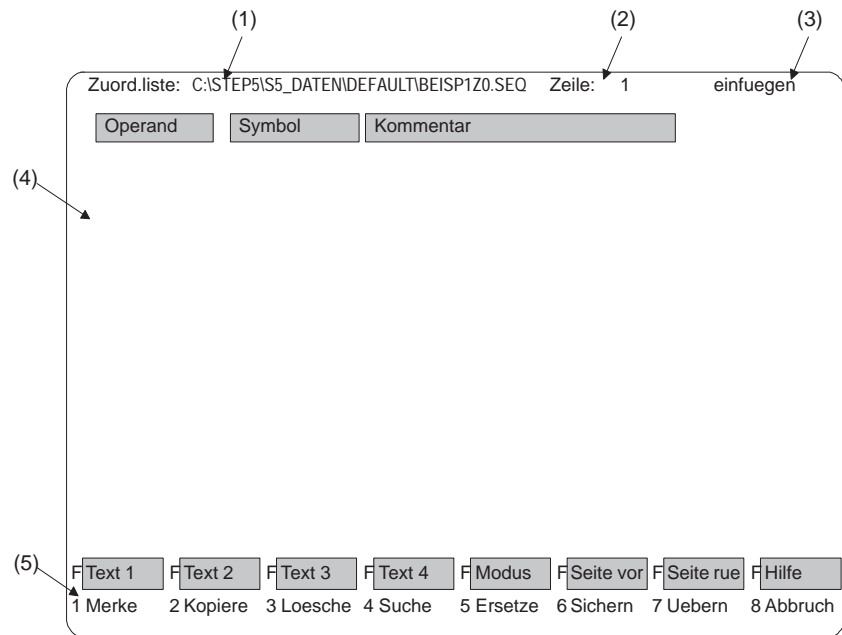 (1) (2) (3)
Zuord.liste: C:\STEP5\S5_DATEN\DEFAULT\BEISP1Z0.SEQ Zeile: 1 einfuegen
Operand Symbol Kommentar
(4)
(5)
F Text 1 F Text 2 F Text 3 F Text 4 F Modus F Seite vor F Seite rue F Hilfe
1 Merke 2 Kopiere 3 Loesche 4 Suche 5 Ersetze 6 Sichern 7 Uebern 8 Abbruch